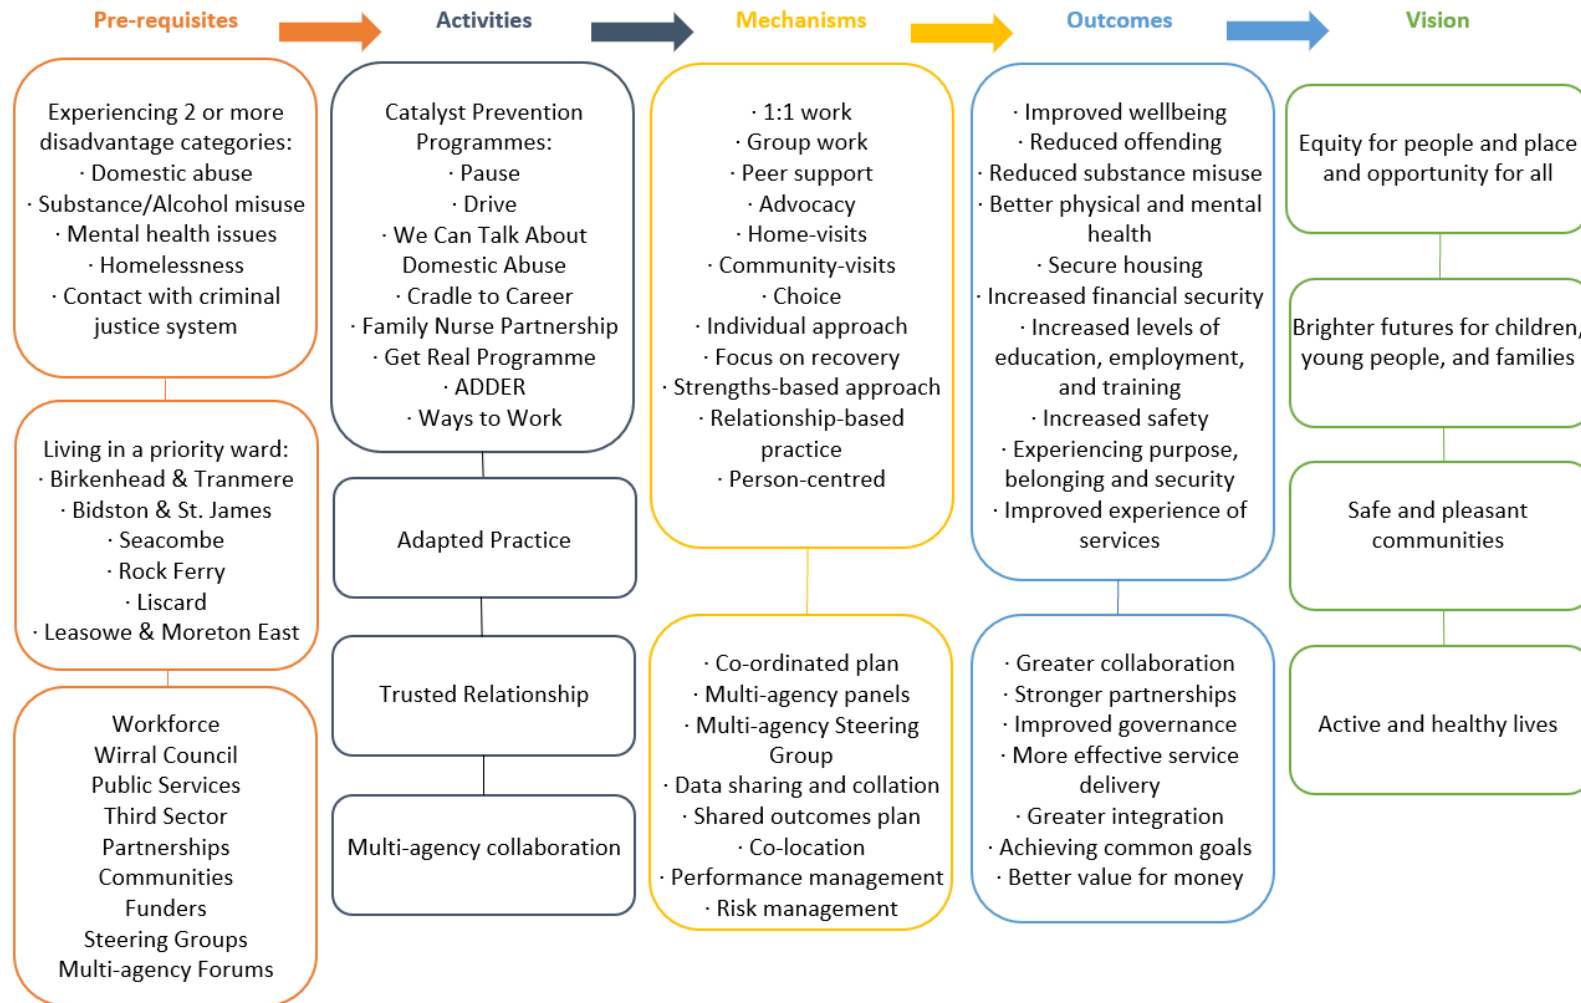 Pre-requisites
Activities
Mechanisms
Outcomes
Vision
Experiencing 2 or more
disadvantage categories:
· Domestic abuse
· Substance/Alcohol misuse
· Mental health issues
· Homelessness
· Contact with criminal
justice system
Living in a priority ward:
· Birkenhead & Tranmere
· Bidston & St. James
· Seacombe
· Rock Ferry
· Liscard
· Leasowe & Moreton East
Workforce
Wirral Council
Public Services
Third Sector
Partnerships
Communities
Funders
Steering Groups
Multi-agency Forums
Catalyst Prevention
Programmes:
· Pause
· Drive
· We Can Talk About
Domestic Abuse
· Cradle to Career
· Family Nurse Partnership
· Get Real Programme
· ADDER
· Ways to Work
Adapted Practice
Trusted Relationship
Multi-agency collaboration
· 1:1 work
· Group work
· Peer support
· Advocacy
· Home-visits
· Community-visits
· Choice
· Individual approach
· Focus on recovery
· Strengths-based approach
· Relationship-based
practice
· Person-centred
· Co-ordinated plan
· Multi-agency panels
· Multi-agency Steering
Group
· Data sharing and collation
· Shared outcomes plan
· Co-location
· Performance management
· Risk management
· Improved wellbeing
· Reduced offending
· Reduced substance misuse
· Better physical and mental
health
· Secure housing
· Increased financial security
· Increased levels of
education, employment,
and training
· Increased safety
· Experiencing purpose,
belonging and security
· Improved experience of
services
· Greater collaboration
· Stronger partnerships
· Improved governance
· More effective service
delivery
· Greater integration
· Achieving common goals
· Better value for money
Equity for people and place
and opportunity for all
Brighter futures for children,
young people, and families
Safe and pleasant
communities
Active and healthy lives